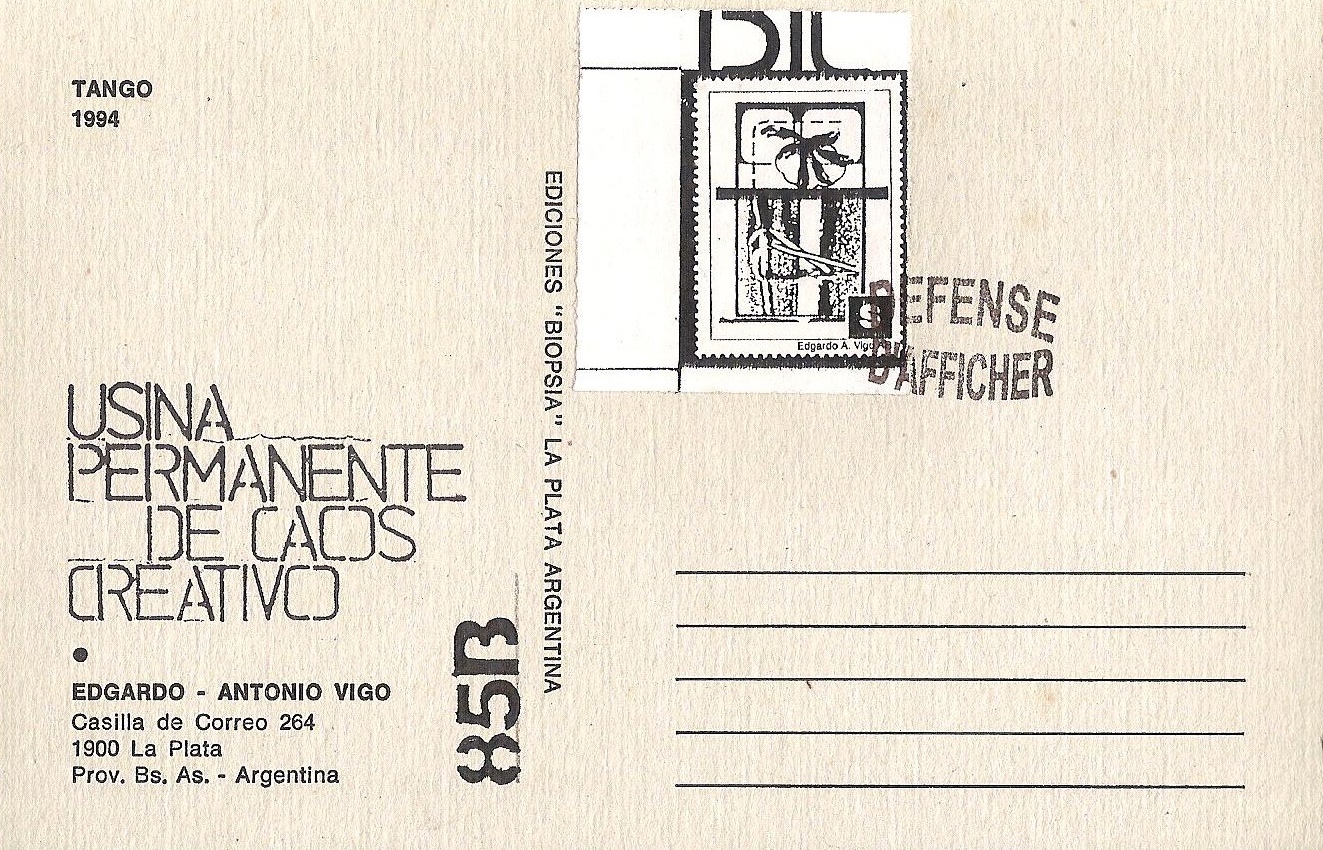 TANGO
1994
USINA
PERMANENTE
DE CAOS
CREATIVO
EDGARDO - ANTONIO VIGO
Casilla de Correo 264
1900 La Plata
Prov. Bs. As. - Argentina
85B
EDICIONES "BIOPSIA" LA PLATA ARGENTINA
Edgardo A. Vigo
DEFENSE
D'AFFICHER